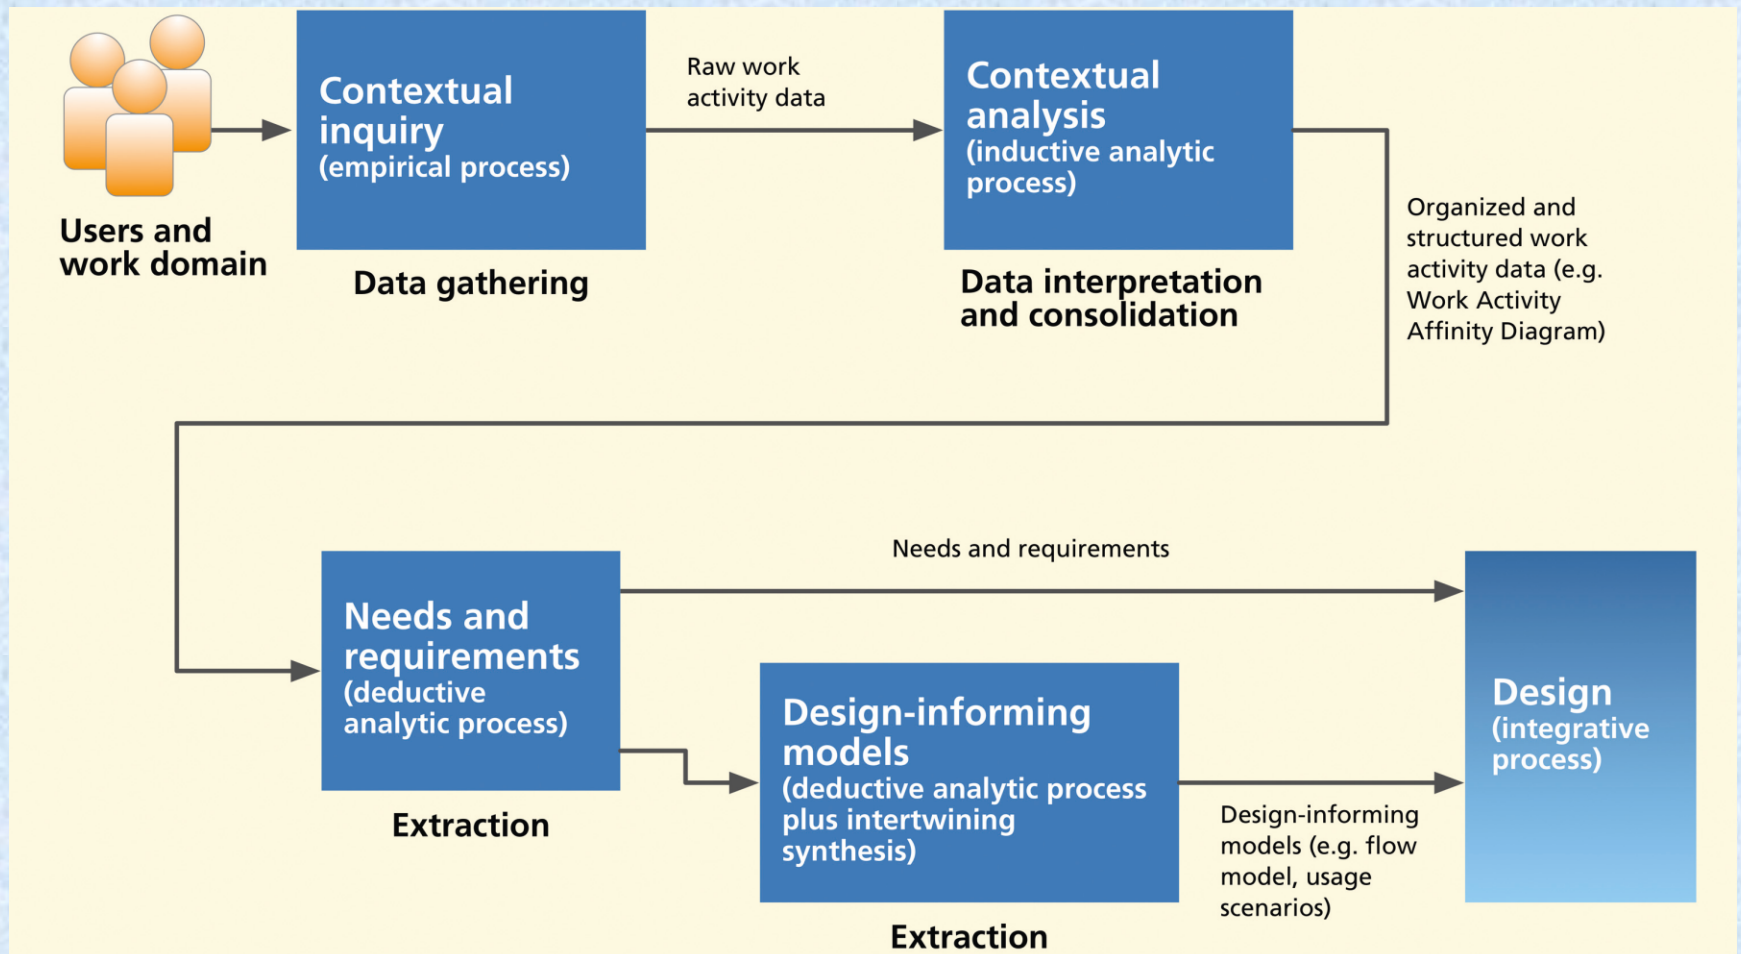 Users and
work domain
Contextual
inquiry
(empirical process)
Data gathering
Raw work
activity data
Contextual
analysis
(inductive analytic
process)
Data interpretation
and consolidation
Organized and
structured work
activity data (e.g.
Work Activity
Affinity Diagram)
Needs and
requirements
(deductive
analytic process)
Extraction
Needs and requirements
Design-informing
models
(deductive analytic process
plus intertwining
synthesis)
Extraction
Design-informing
models (e.g. flow
model, usage
scenarios)
Design
(integrative
process)